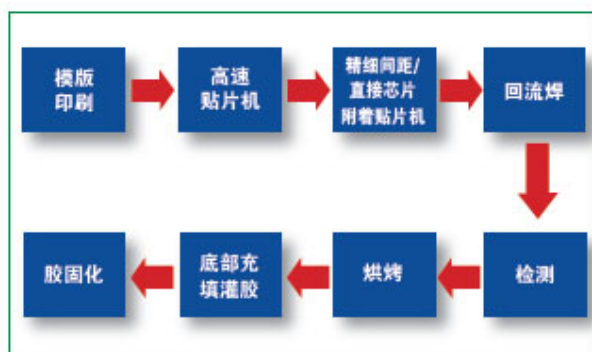 模版
印刷
高速
贴片机
精细间距/
直接芯片
附着贴片机
回流焊
检测
烘烤
底部充
填灌胶
胶固化